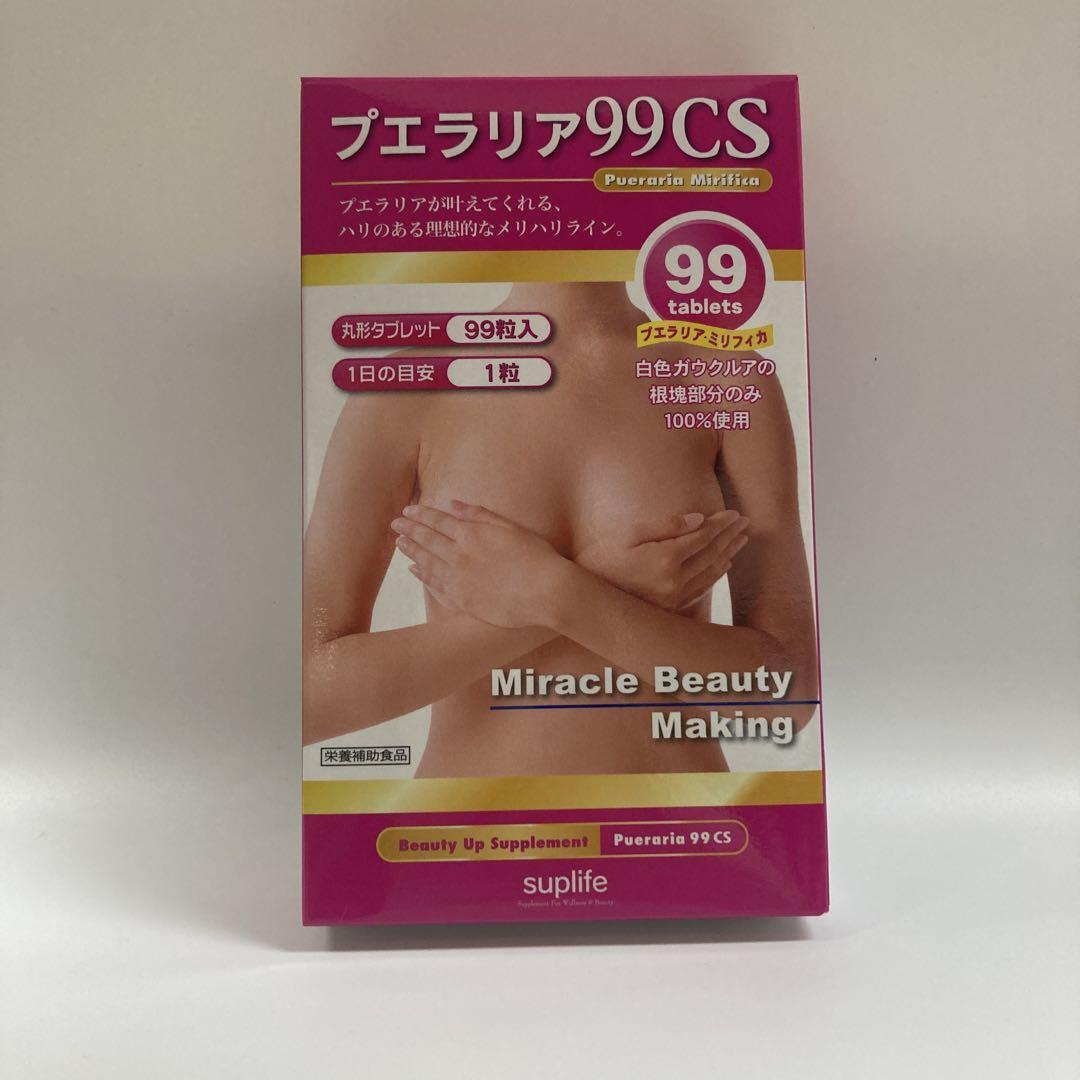 プエラリア99CS
Pueraria Mirifica
プエラリアが叶えてくれる、
ハリのある理想的なメリハリライン。
99
tablets
プエラリア・ミリフィカ
白色ガウクルアの
根塊部分のみ
100%使用
丸形タブレット 99粒入
1日の目安 1粒
Miracle Beauty
Making
栄養補助食品
Beauty Up Supplement Pueraria 99CS
suplife
Supplement For Wellness & Beauty